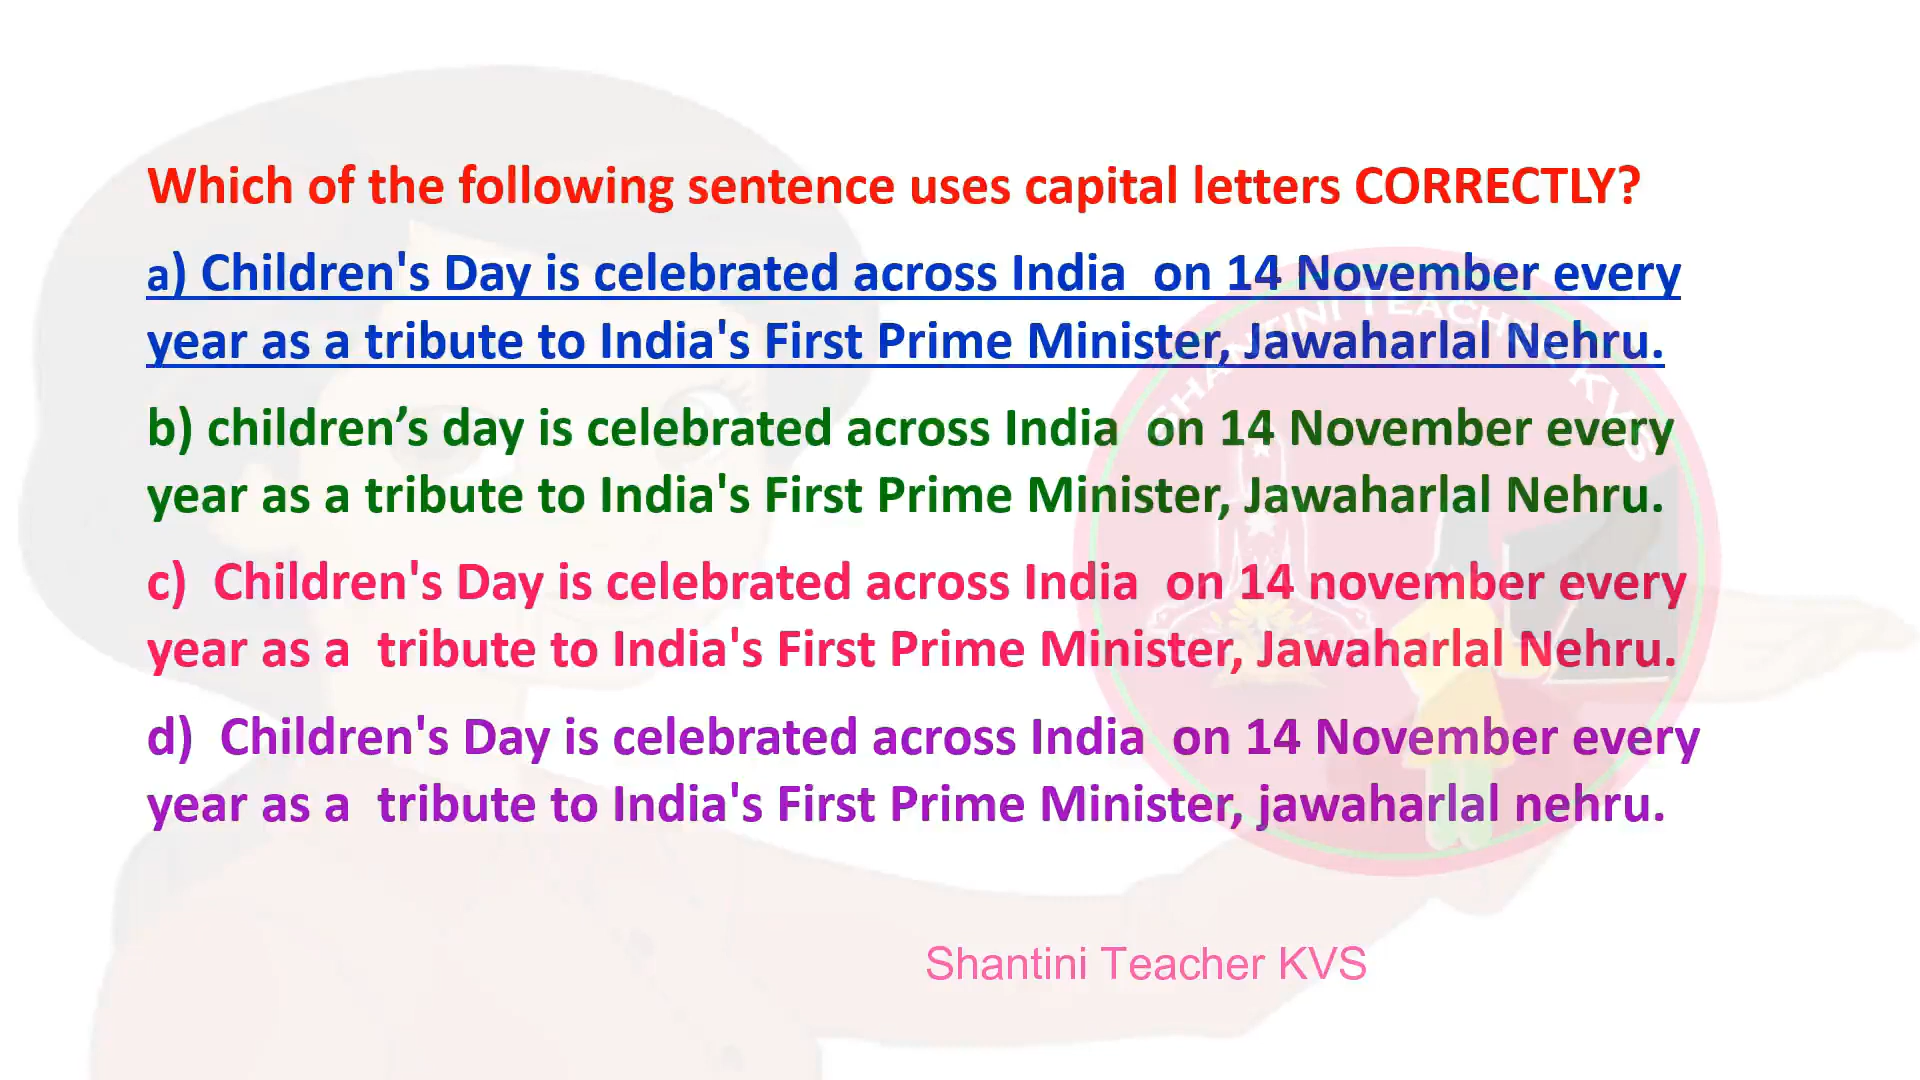 Which of the following sentence uses capital letters CORRECTLY?
a) Children's Day is celebrated across India  on 14 November every
year as a tribute to India's First Prime Minister, Jawaharlal Nehru.
b) children’s day is celebrated across India  on 14 November every
year as a tribute to India's First Prime Minister, Jawaharlal Nehru.
c)  Children's Day is celebrated across India  on 14 november every
year as a  tribute to India's First Prime Minister, Jawaharlal Nehru.
d)  Children's Day is celebrated across India  on 14 November every
year as a  tribute to India's First Prime Minister, jawaharlal nehru.
SHANTINI TEACHER KVS
Shantini Teacher KVS